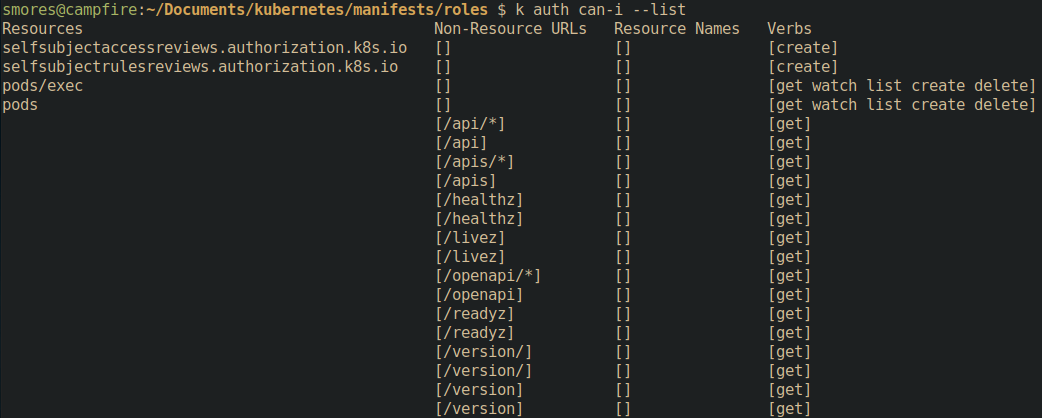 smores@campfire:~/Documents/kubernetes/manifests/roles $ k auth can-i --list
Resources Non-Resource URLs Resource Names Verbs
selfsubjectaccessreviews.authorization.k8s.io [] [] [create]
selfsubjectrulesreviews.authorization.k8s.io [] [] [create]
pods/exec [] [] [get watch list create delete]
pods [] [] [get watch list create delete]
[/api/*] [] [get]
[/api] [] [get]
[/apis/*] [] [get]
[/apis] [] [get]
[/healthz] [] [get]
[/healthz] [] [get]
[/livez] [] [get]
[/livez] [] [get]
[/openapi/*] [] [get]
[/openapi] [] [get]
[/readyz] [] [get]
[/readyz] [] [get]
[/version/] [] [get]
[/version/] [] [get]
[/version] [] [get]
[/version] [] [get]